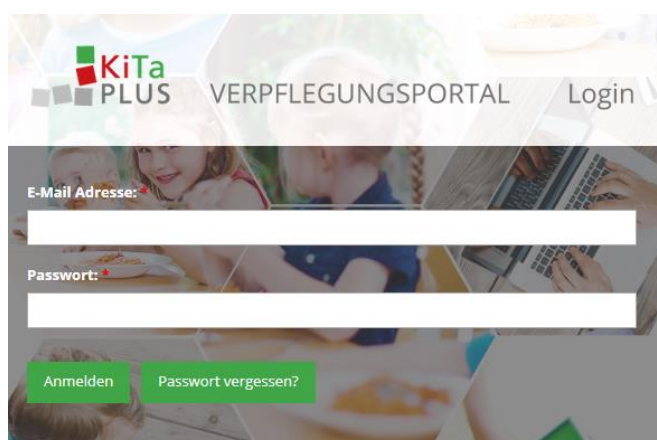 KiTa
PLUS
VERPFLEGUNGSPORTAL Login
E-Mail Adresse: *
Passwort: *
Anmelden Passwort vergessen?